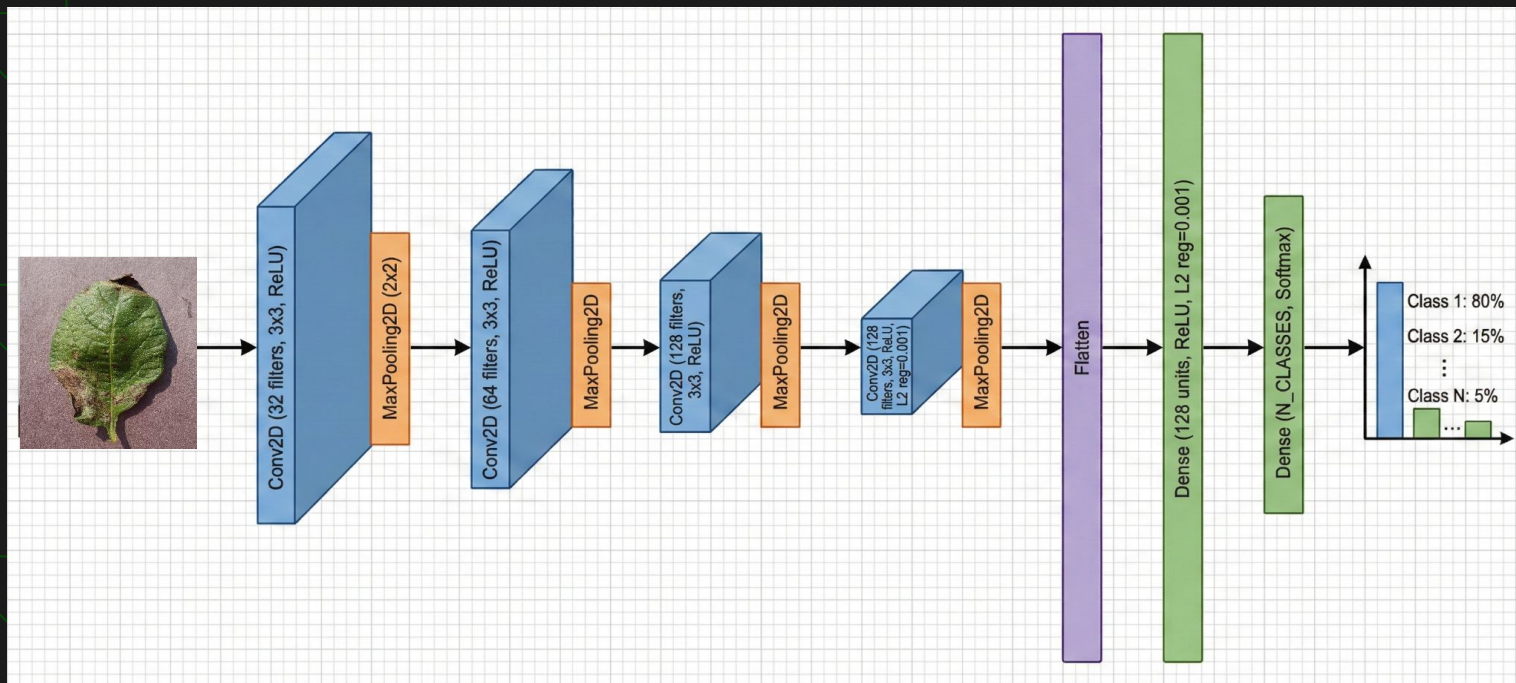 Conv2D (32 filters, 3x3, ReLU)
MaxPooling2D (2x2)
Conv2D (64 filters, 3x3, ReLU)
MaxPooling2D
Conv2D (128 filters,
3x3, ReLU)
MaxPooling2D
Conv2D (128
filters, 3x3, ReLU,
L2 reg=0.001)
MaxPooling2D
Flatten
Dense (128 units, ReLU, L2 reg=0.001)
Dense (N_CLASSES, Softmax)
Class 1: 80%
Class 2: 15%
⋮
Class N: 5%
...